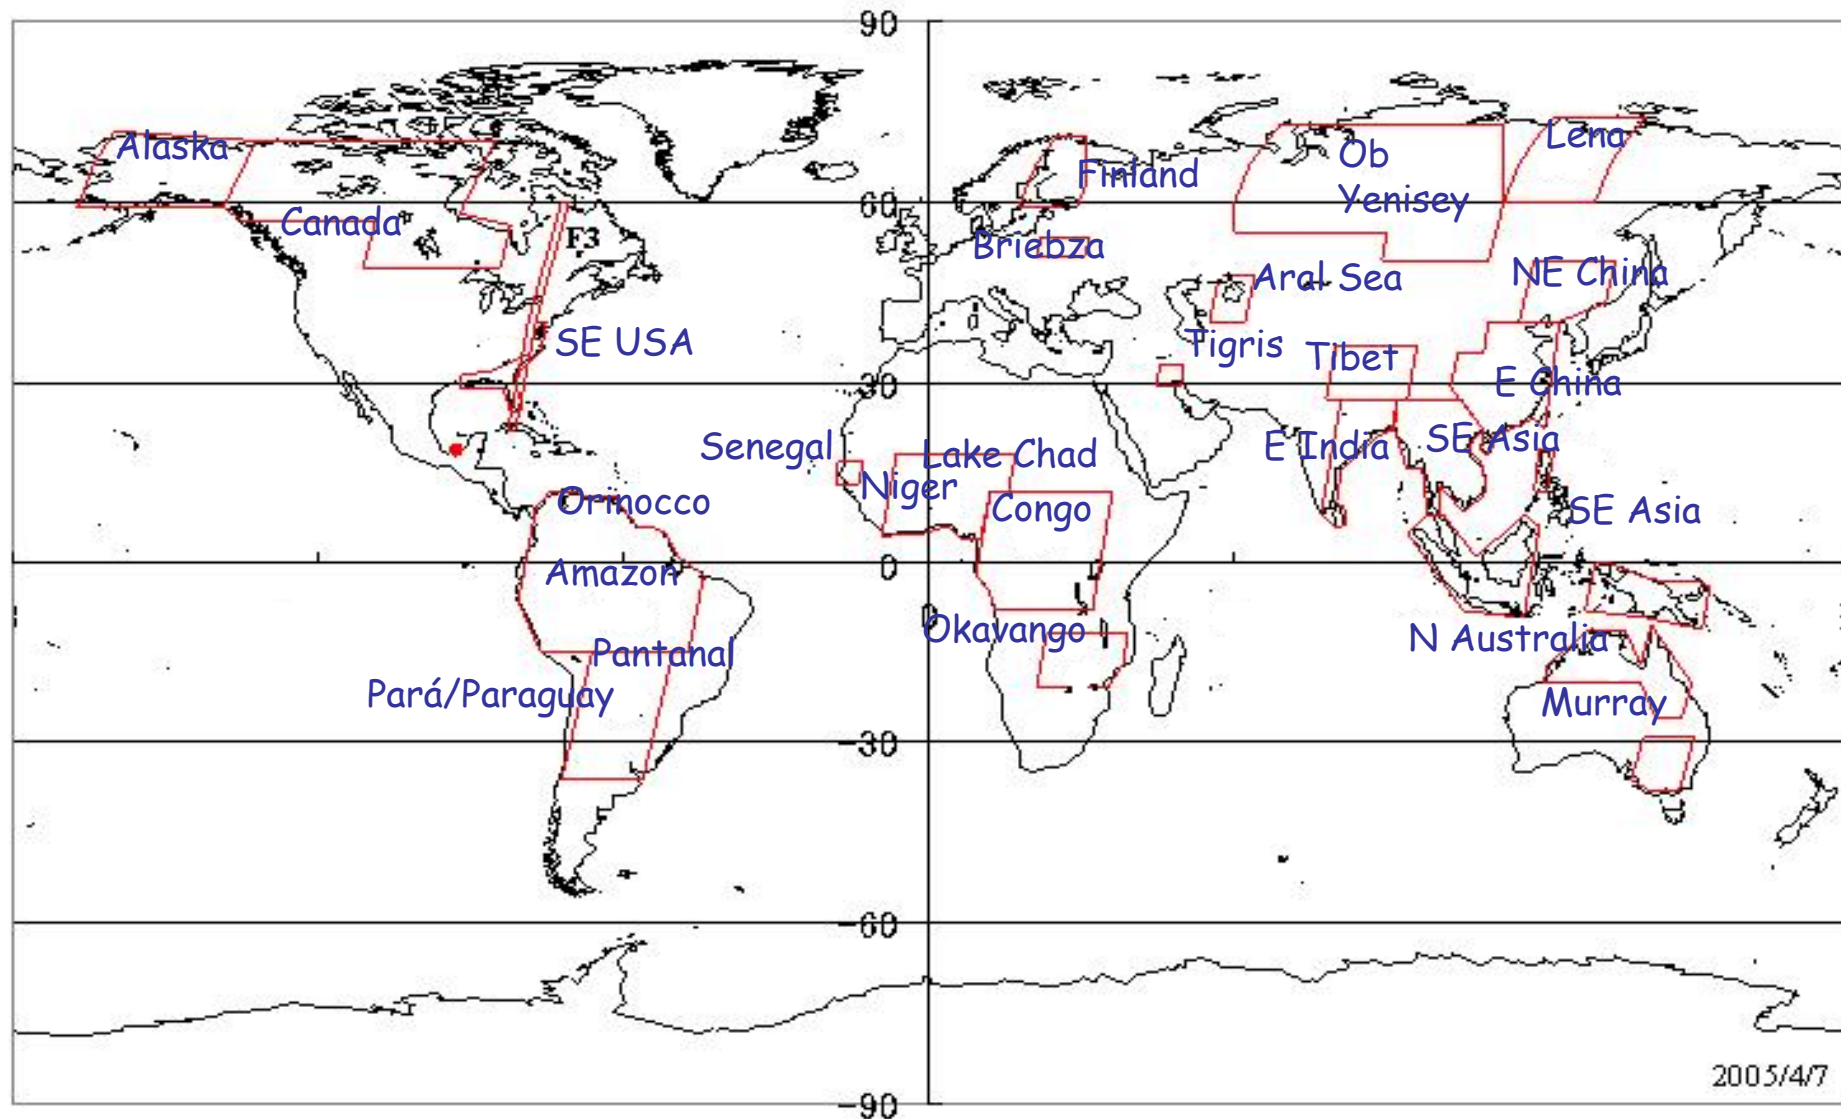 90
Alaska
Ob
Lena
Finland
60
Yenisey
Canada
F3
Briebza
Aral Sea
NE China
SE USA
Tigris
Tibet
30
E China
Senegal
Lake Chad
E India
SE Asia
Niger
Orinocco
Congo
SE Asia
0
Amazon
Okavango
N Australia
Pantanal
Pará/Paraguay
Murray
-30
-60
2005/4/7
-90